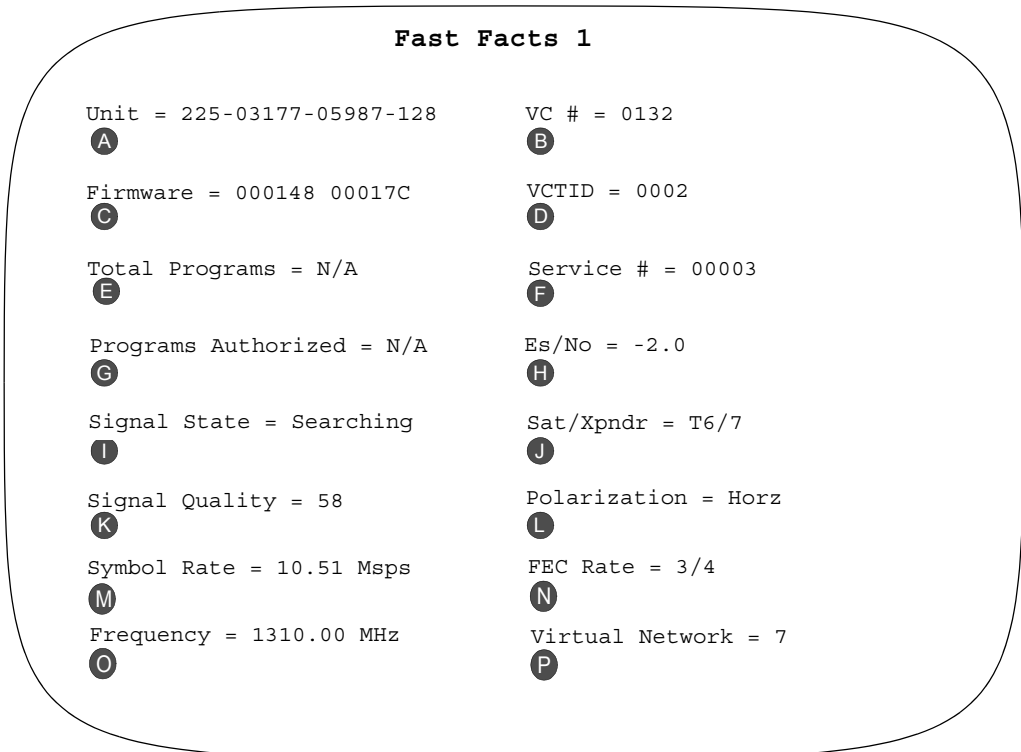 Fast Facts 1
Unit = 225-03177-05987-128 VC # = 0132
A B
Firmware = 000148 00017C VCTID = 0002
C D
Total Programs = N/A Service # = 00003
E F
Programs Authorized = N/A Es/No = -2.0
G H
Signal State = Searching Sat/Xpndr = T6/7
I J
Signal Quality = 58 Polarization = Horz
K L
Symbol Rate = 10.51 Msps FEC Rate = 3/4
M N
Frequency = 1310.00 MHz Virtual Network = 7
O P